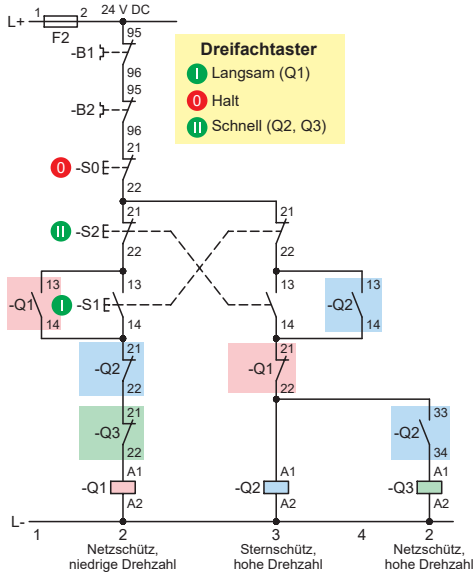 L+ 1 2 24 V DC
F2
95
-B1
96
95
-B2
96
21
0 -S0
22
Dreifachtaster
I Langsam (Q1)
0 Halt
II Schnell (Q2, Q3)
21 21
II -S2
22 22
13 13 13 13
-Q1 I -S1 -Q2
14 14 14 14
21 21
-Q2 -Q1
22 22
21 33
-Q3 -Q2
22 34
A1 A1 A1
-Q1 -Q2 -Q3
A2 A2 A2
L-
1 2 3 4 2
Netzschütz, Sternschütz, Netzschütz,
niedrige Drehzahl hohe Drehzahl hohe Drehzahl